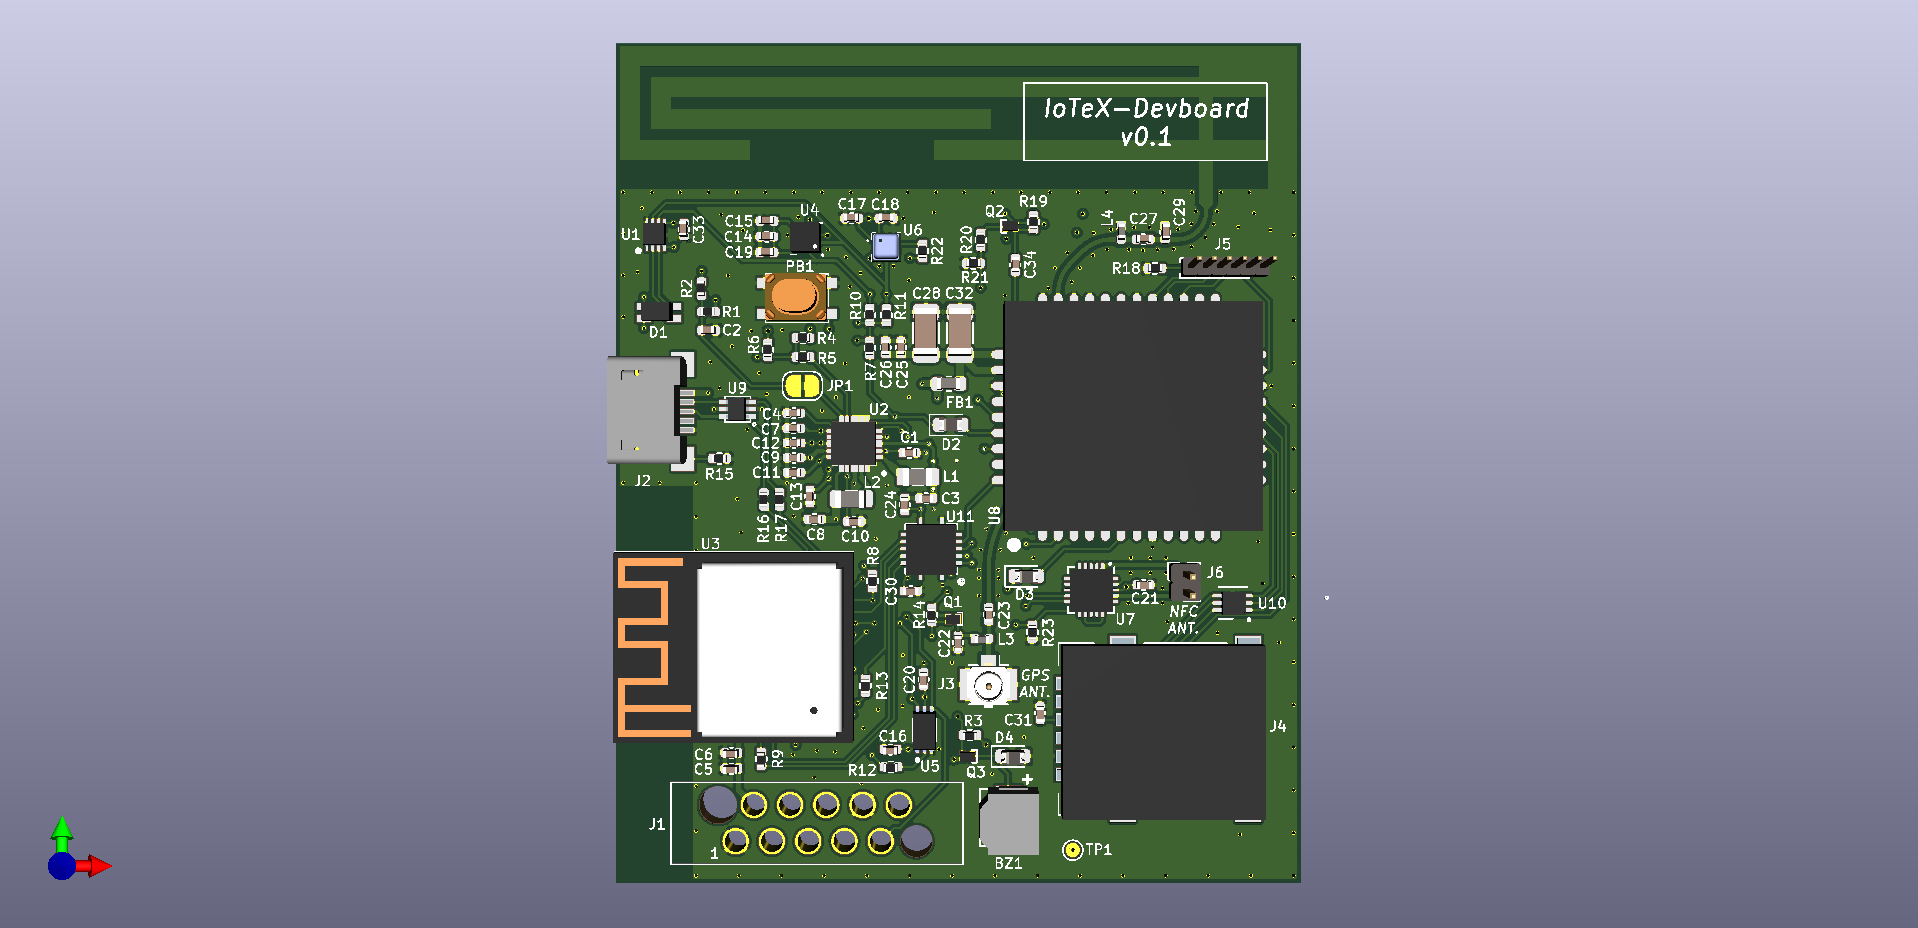 IoTeX-Devboard
v0.1
R19
Q2
C17 C18
U4
C15
C14
C19
U1
C33
U6
R22
R20
R21
C34
L4
C27
C29
J5
R18
PB1
R2
R1
C2
D1
R10
R11
C28 C32
R6
R4
R5
R7
C26
C25
JP1
FB1
U9
U2
C4
C7
C12
C9
C11
C1
D2
R15
J2
L1
L2
C13
C3
C24
R16
R17
C8
C10
U11
U8
U3
R8
C30
D3
C21
J6
U10
NFC
ANT.
U7
R14
Q1
C23
C22
L3
R23
R13
C20
J3
GPS
ANT.
C31
R3
D4
J4
C6
C5
R9
C16
R12
U5
Q3
+
J1
1
BZ1
TP1